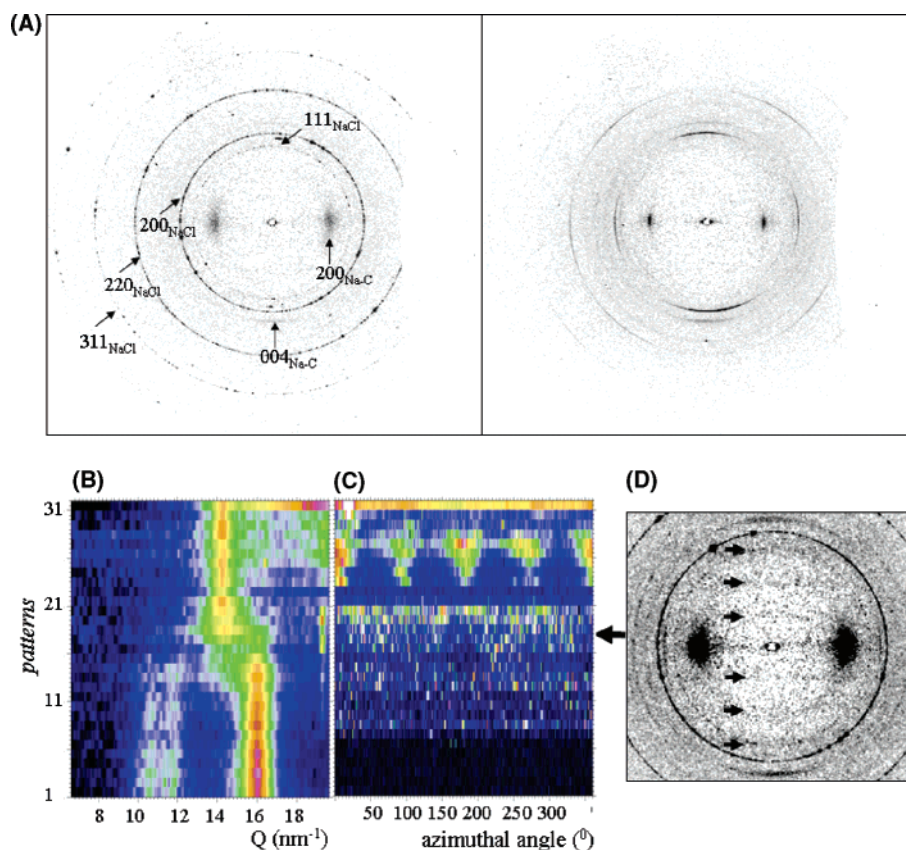 (A)
111NaCl
200NaCl
200Na-C
220NaCl
311NaCl
004Na-C
(B)
(C)
(D)
31
21
11
1
patterns
8 10 12 14 16 18
Q (nm-1)
50 100 150 200 250 300
azimuthal angle (0)